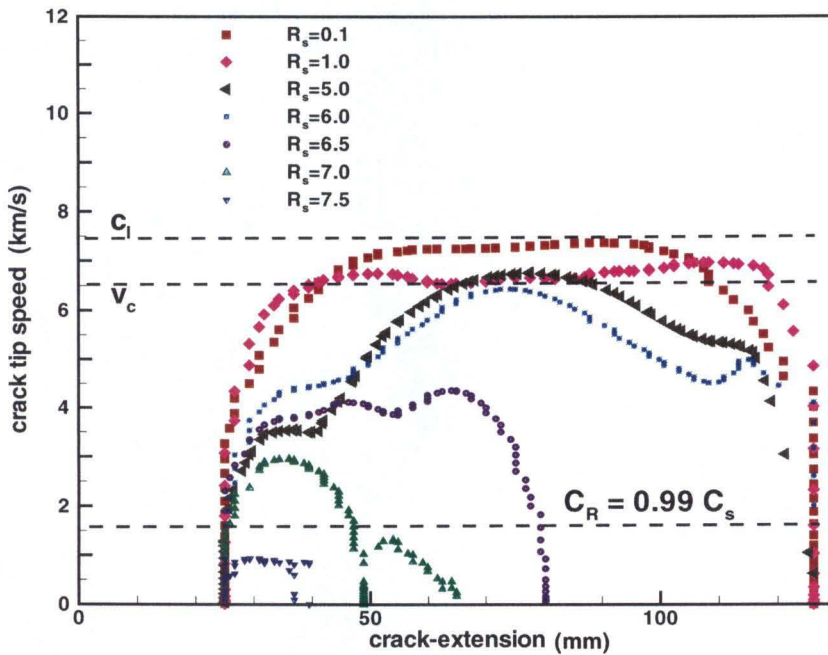 12
10
8
6
4
2
0
crack tip speed (km/s)
R_s=0.1
R_s=1.0
R_s=5.0
R_s=6.0
R_s=6.5
R_s=7.0
R_s=7.5
c_l
v_c
C_R = 0.99 C_s
0 50 100
crack-extension (mm)